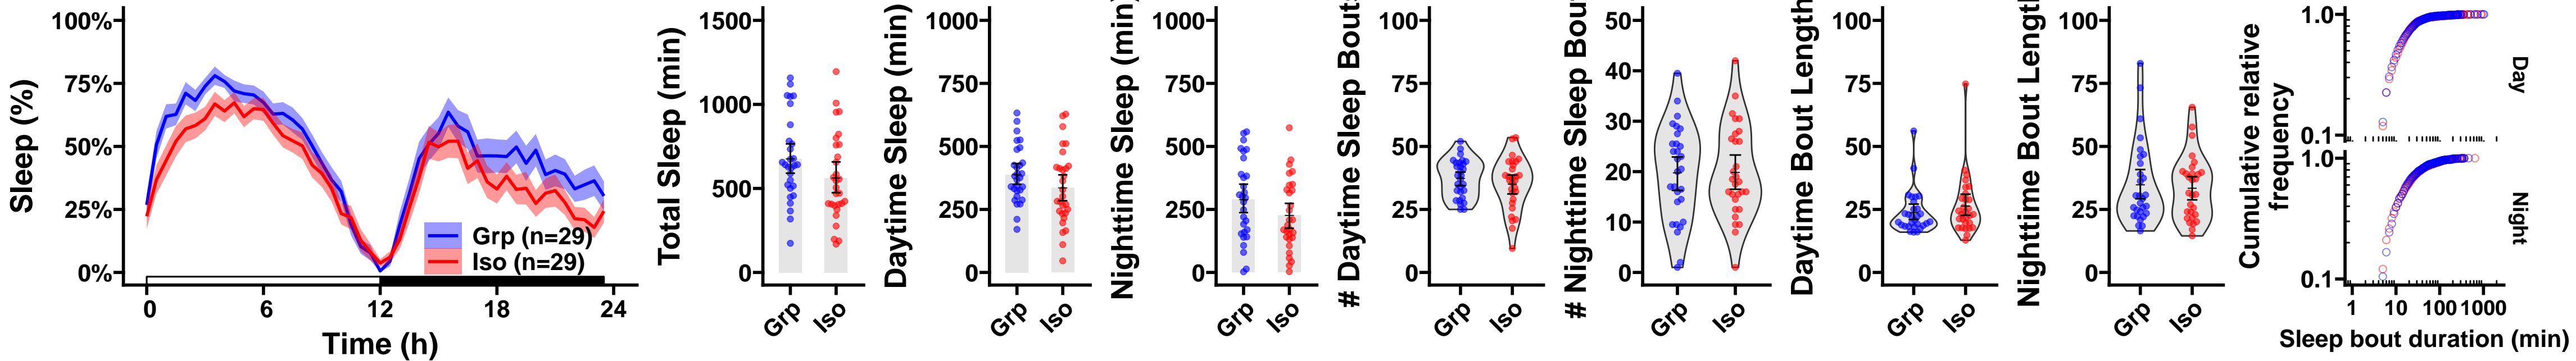 Sleep (%)
100%
75%
50%
25%
0%
Grp (n=29)
Iso (n=29)
0 6 12 18 24
Time (h)
Total Sleep (min)
1500
1000
500
0
Grp Iso
Daytime Sleep (min)
1000
750
500
250
0
Grp Iso
Nighttime Sleep (min)
1000
750
500
250
0
Grp Iso
# Daytime Sleep Bouts
100
75
50
25
0
Grp Iso
# Nighttime Sleep Bou
50
40
30
20
10
0
Grp Iso
Daytime Bout Length
100
75
50
25
0
Grp Iso
Nighttime Bout Lengt
100
75
50
25
0
Grp Iso
Cumulative relative
frequency
1.0
0.1
Day
1.0
0.1
Night
1 10 100 1000
Sleep bout duration (min)